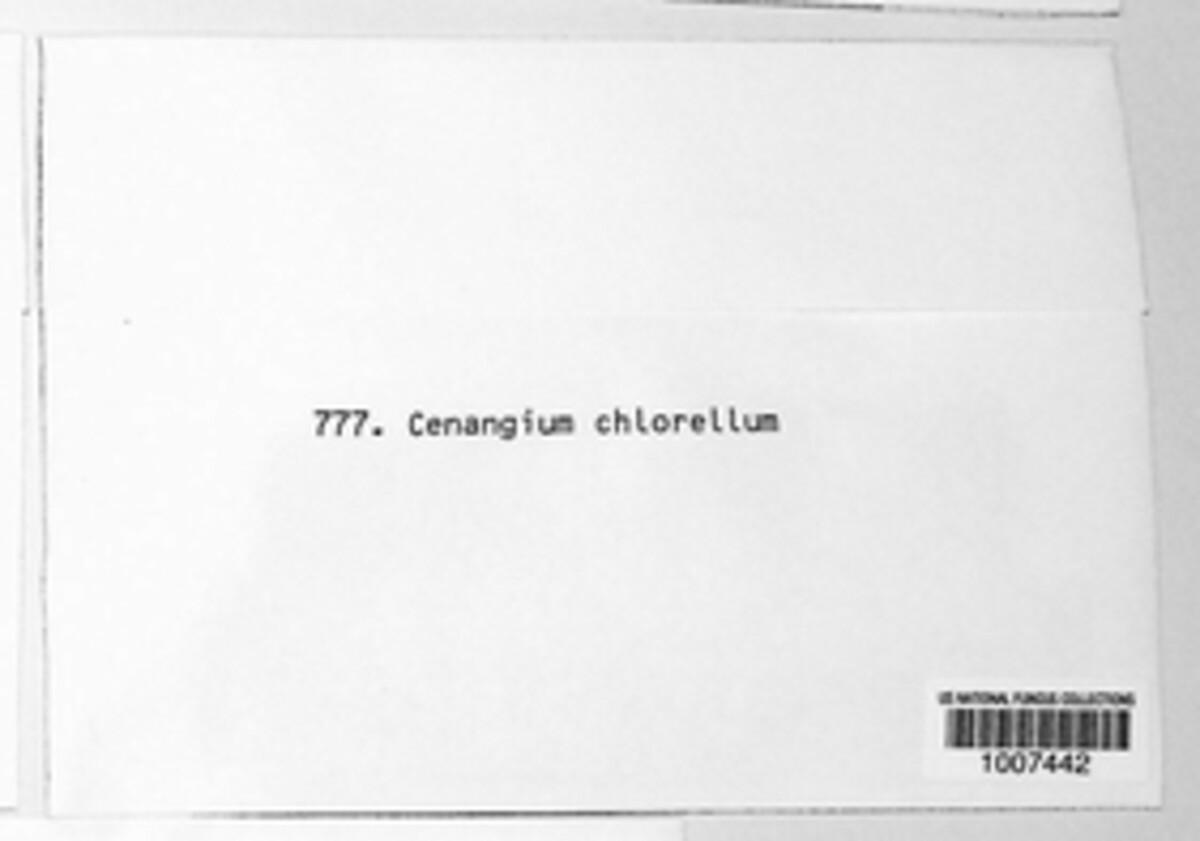 777. Cenangium chlorellum
US NATIONAL FUNGUS COLLECTIONS
1007442